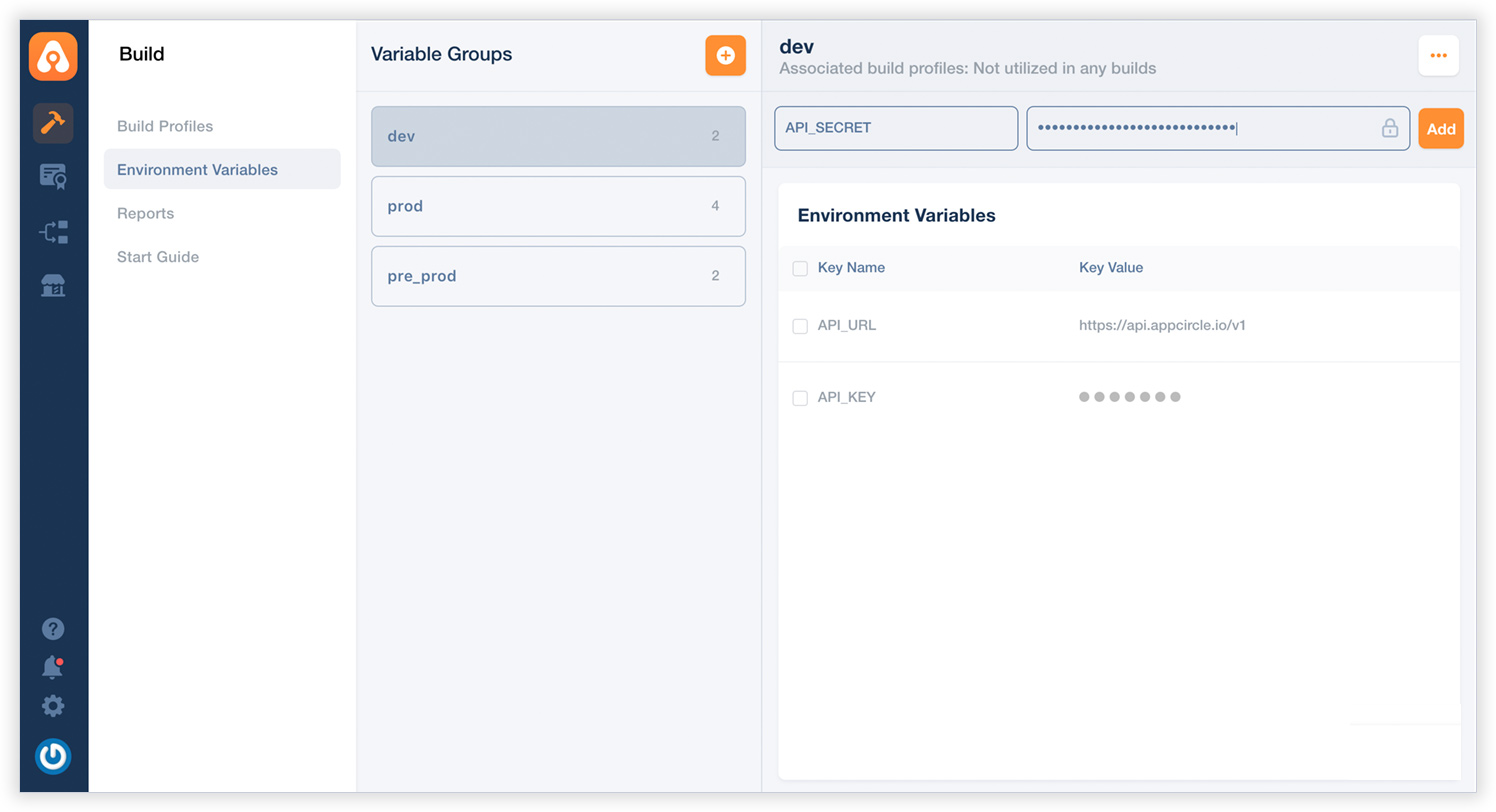 Build
Build Profiles
Environment Variables
Reports
Start Guide
Variable Groups
dev 2
prod 4
pre_prod 2
dev
Associated build profiles: Not utilized in any builds
API_SECRET •••••••••••••••••••••••••••• Add
Environment Variables
Key Name Key Value
API_URL https://api.appcircle.io/v1
API_KEY ●●●●●●●